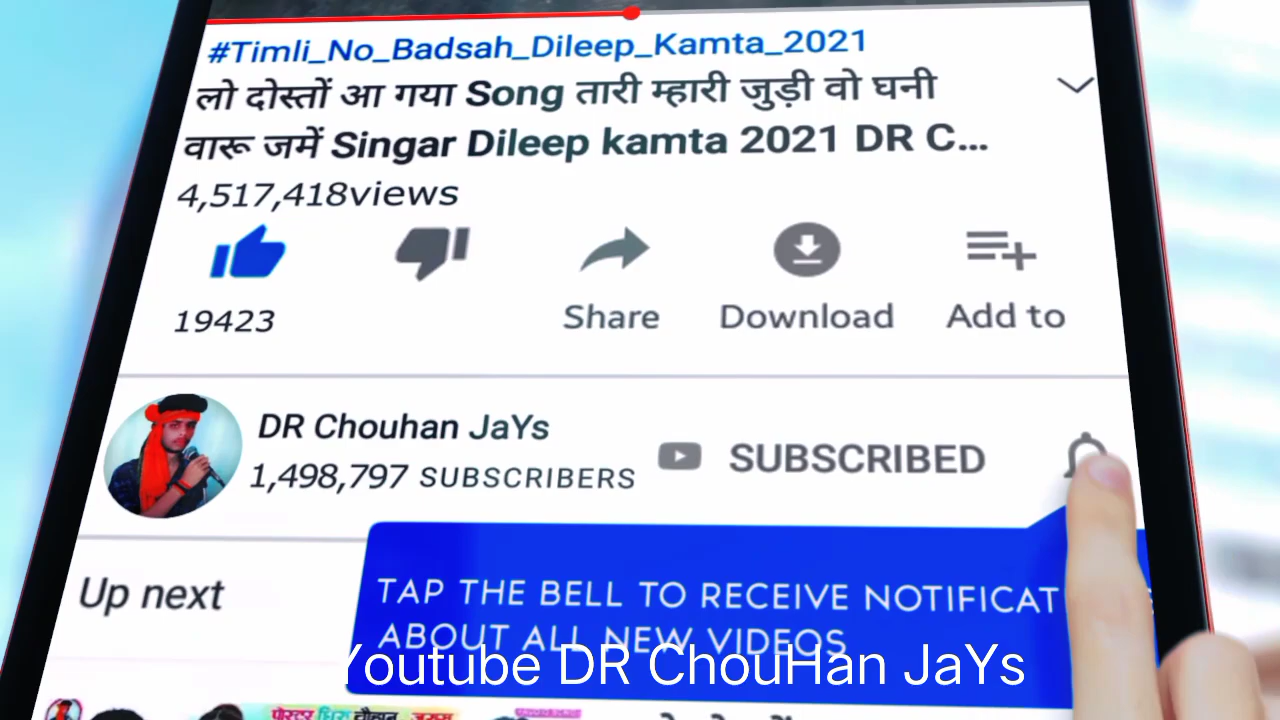 #Timli_No_Badsah_Dileep_Kamta_2021
लो दोस्तों आ गया Song तारी म्हारी जुड़ी वो घनी
वारू जमें Singar Dileep kamta 2021 DR C...
4,517,418views
19423
Share
Download
Add to
DR Chouhan JaYs
1,498,797 SUBSCRIBERS
SUBSCRIBED
Up next
TAP THE BELL TO RECEIVE NOTIFICAT
ABOUT ALL NEW VIDEOS
Youtube DR ChouHan JaYs